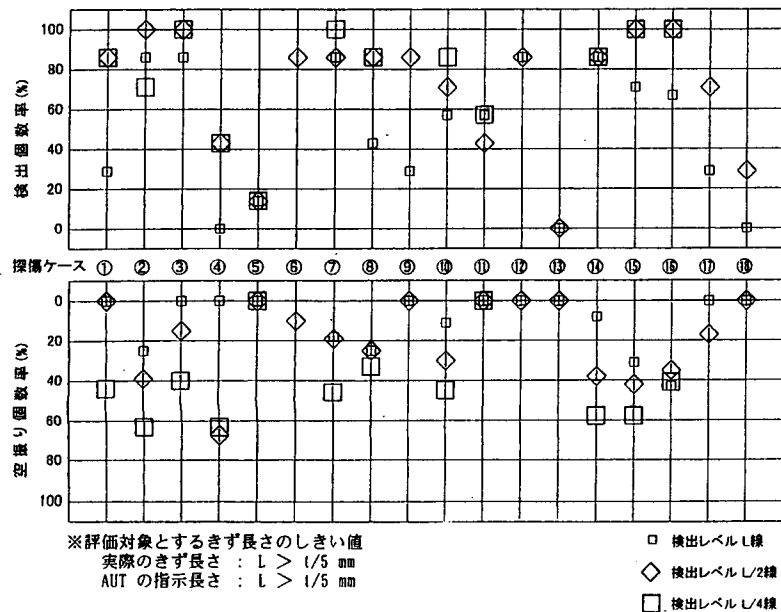 検出個数率(%)
100
80
60
40
20
0
探傷ケース ① ② ③ ④ ⑤ ⑥ ⑦ ⑧ ⑨ ⑩ ⑪ ⑫ ⑬ ⑭ ⑮ ⑯ ⑰ ⑱
空振り個数率(%)
0
20
40
60
80
100
※評価対象とするきず長さのしきい値
実際のきず長さ : L > t/5 mm
AUT の指示長さ : L > t/5 mm
検出レベル L線
検出レベル L/2線
検出レベル L/4線